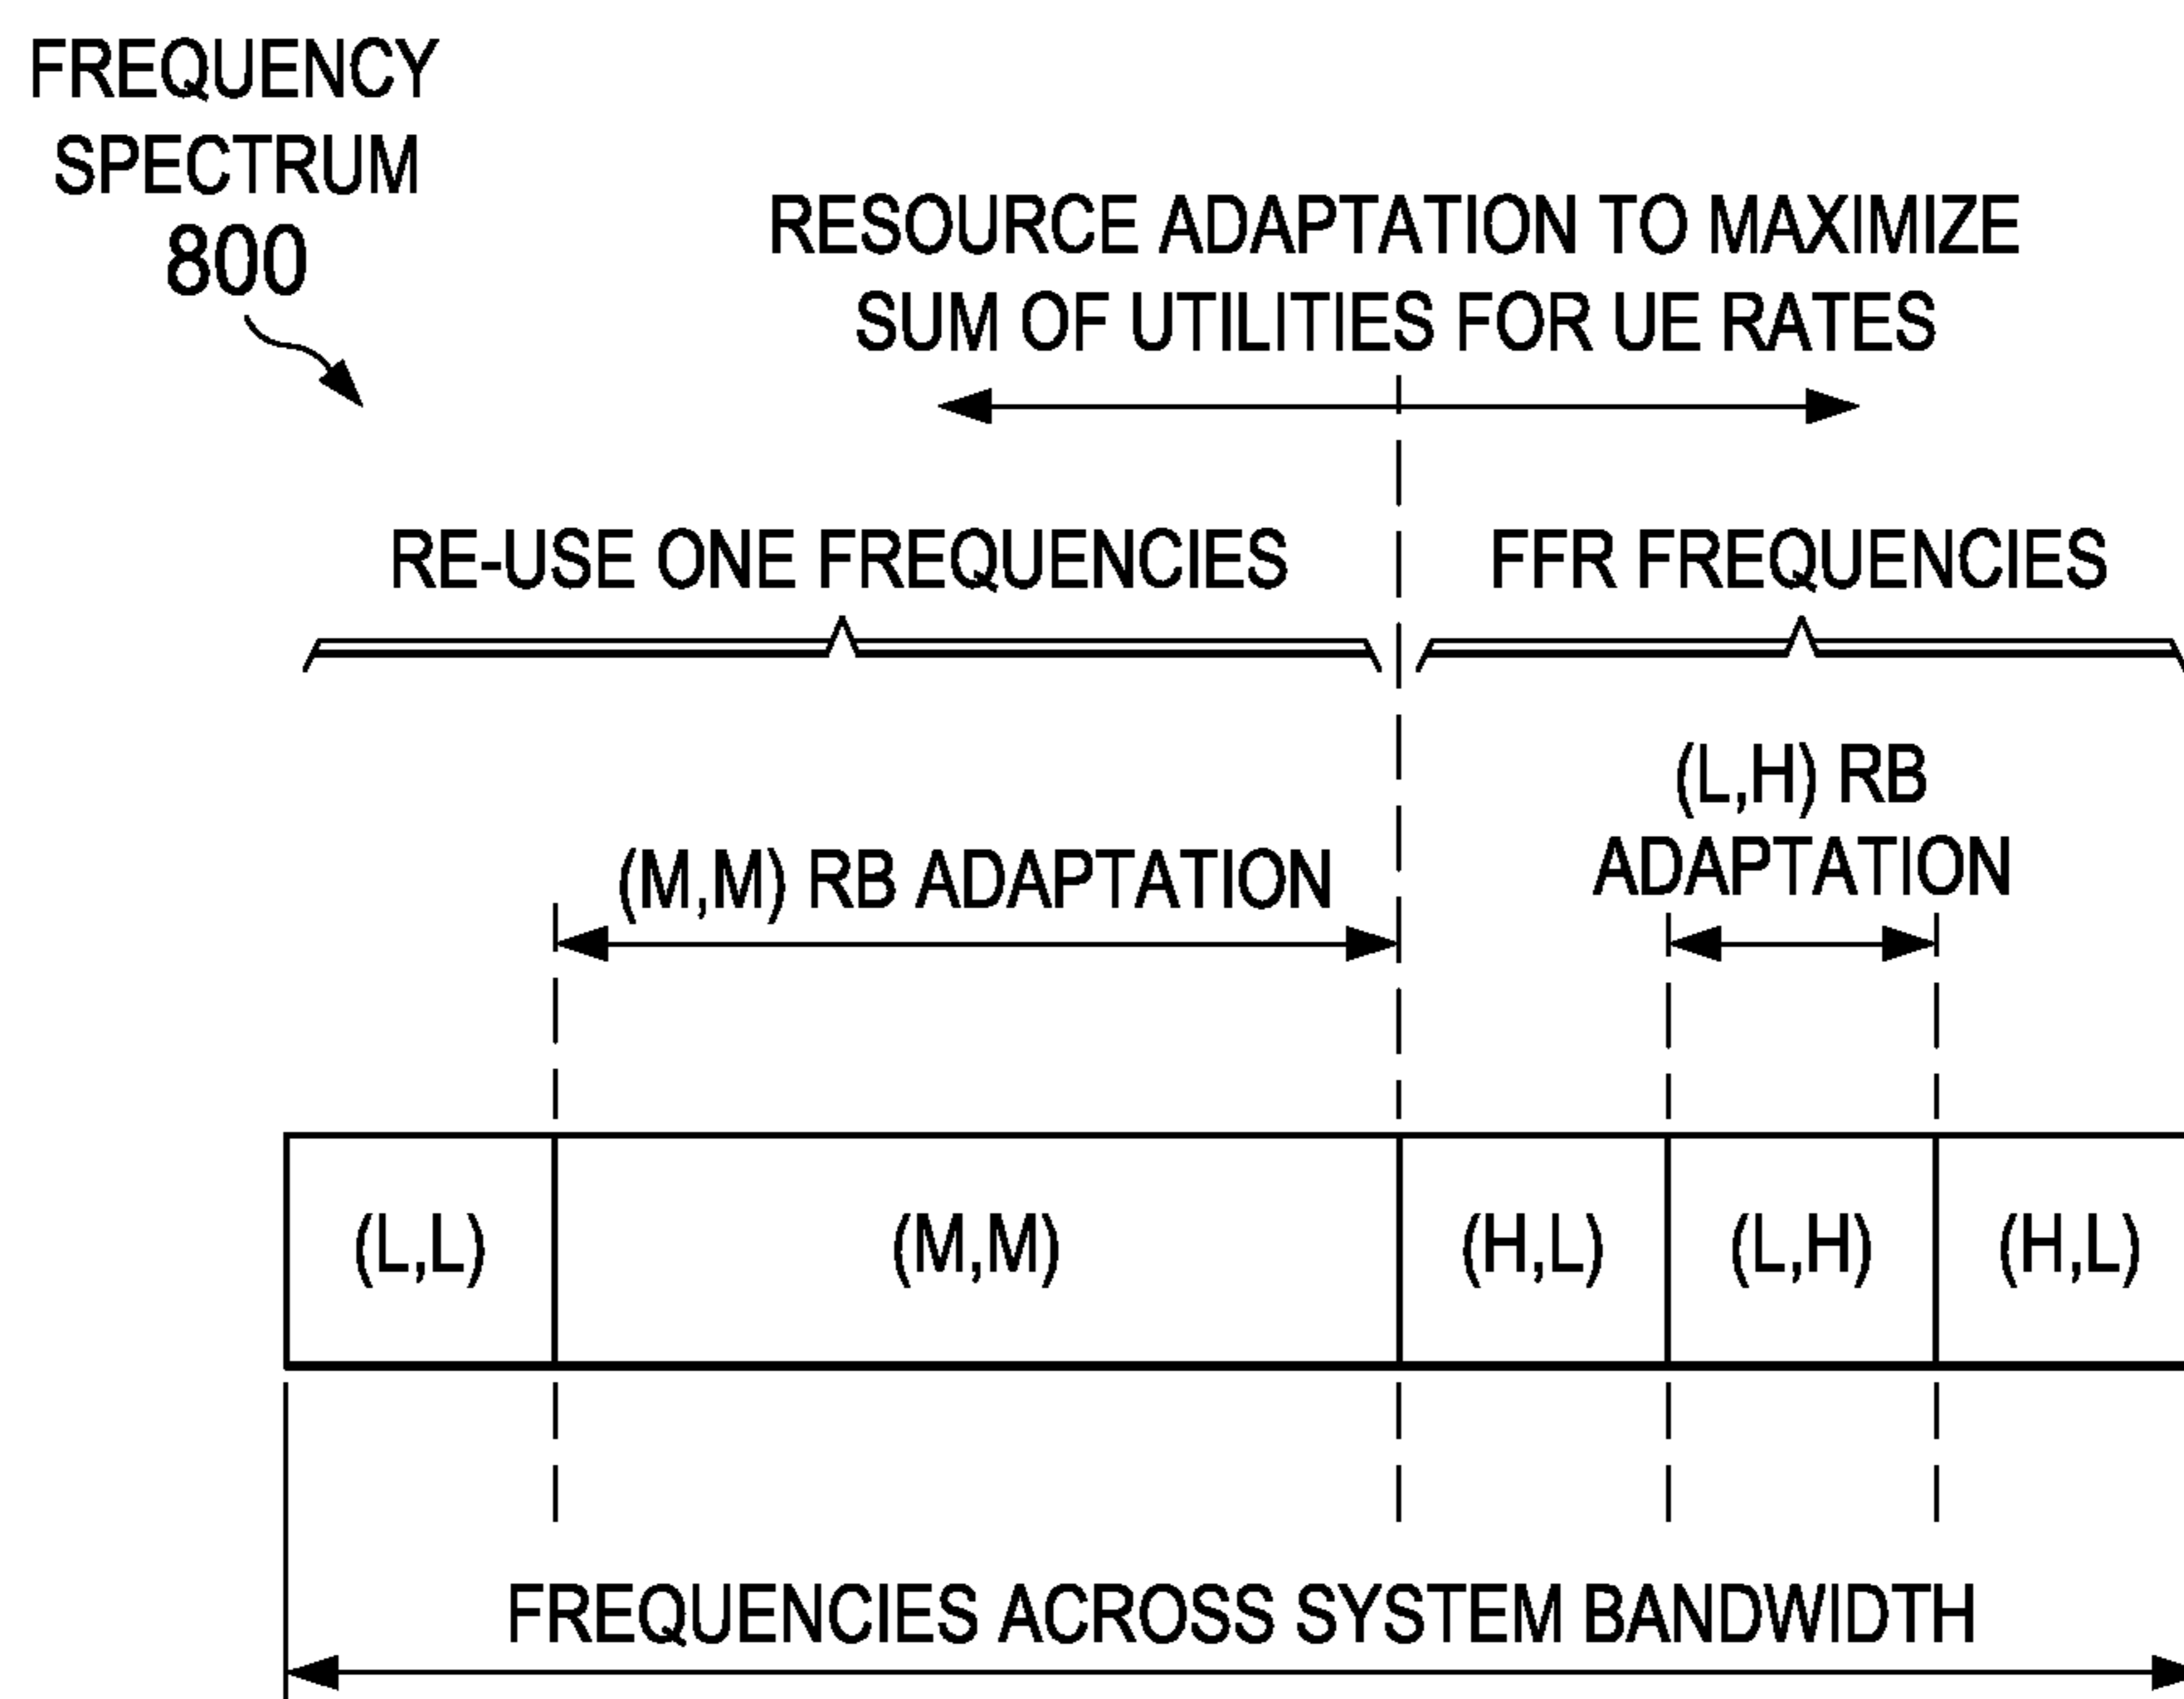 FREQUENCY
SPECTRUM
800
RESOURCE ADAPTATION TO MAXIMIZE
SUM OF UTILITIES FOR UE RATES
RE-USE ONE FREQUENCIES
FFR FREQUENCIES
(L,H) RB
ADAPTATION
(M,M) RB ADAPTATION
(L,L)
(M,M)
(H,L)
(L,H)
(H,L)
FREQUENCIES ACROSS SYSTEM BANDWIDTH